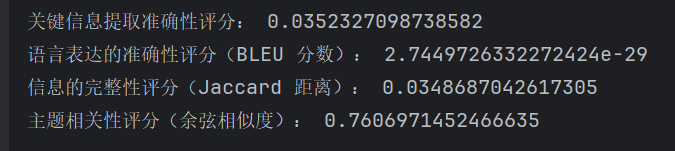 关键信息提取准确性评分： 0.0352327098738582
语言表达的准确性评分（BLEU 分数）： 2.7449726332272424e-29
信息的完整性评分（Jaccard 距离）： 0.0348687042617305
主题相关性评分（余弦相似度）： 0.7606971452466635